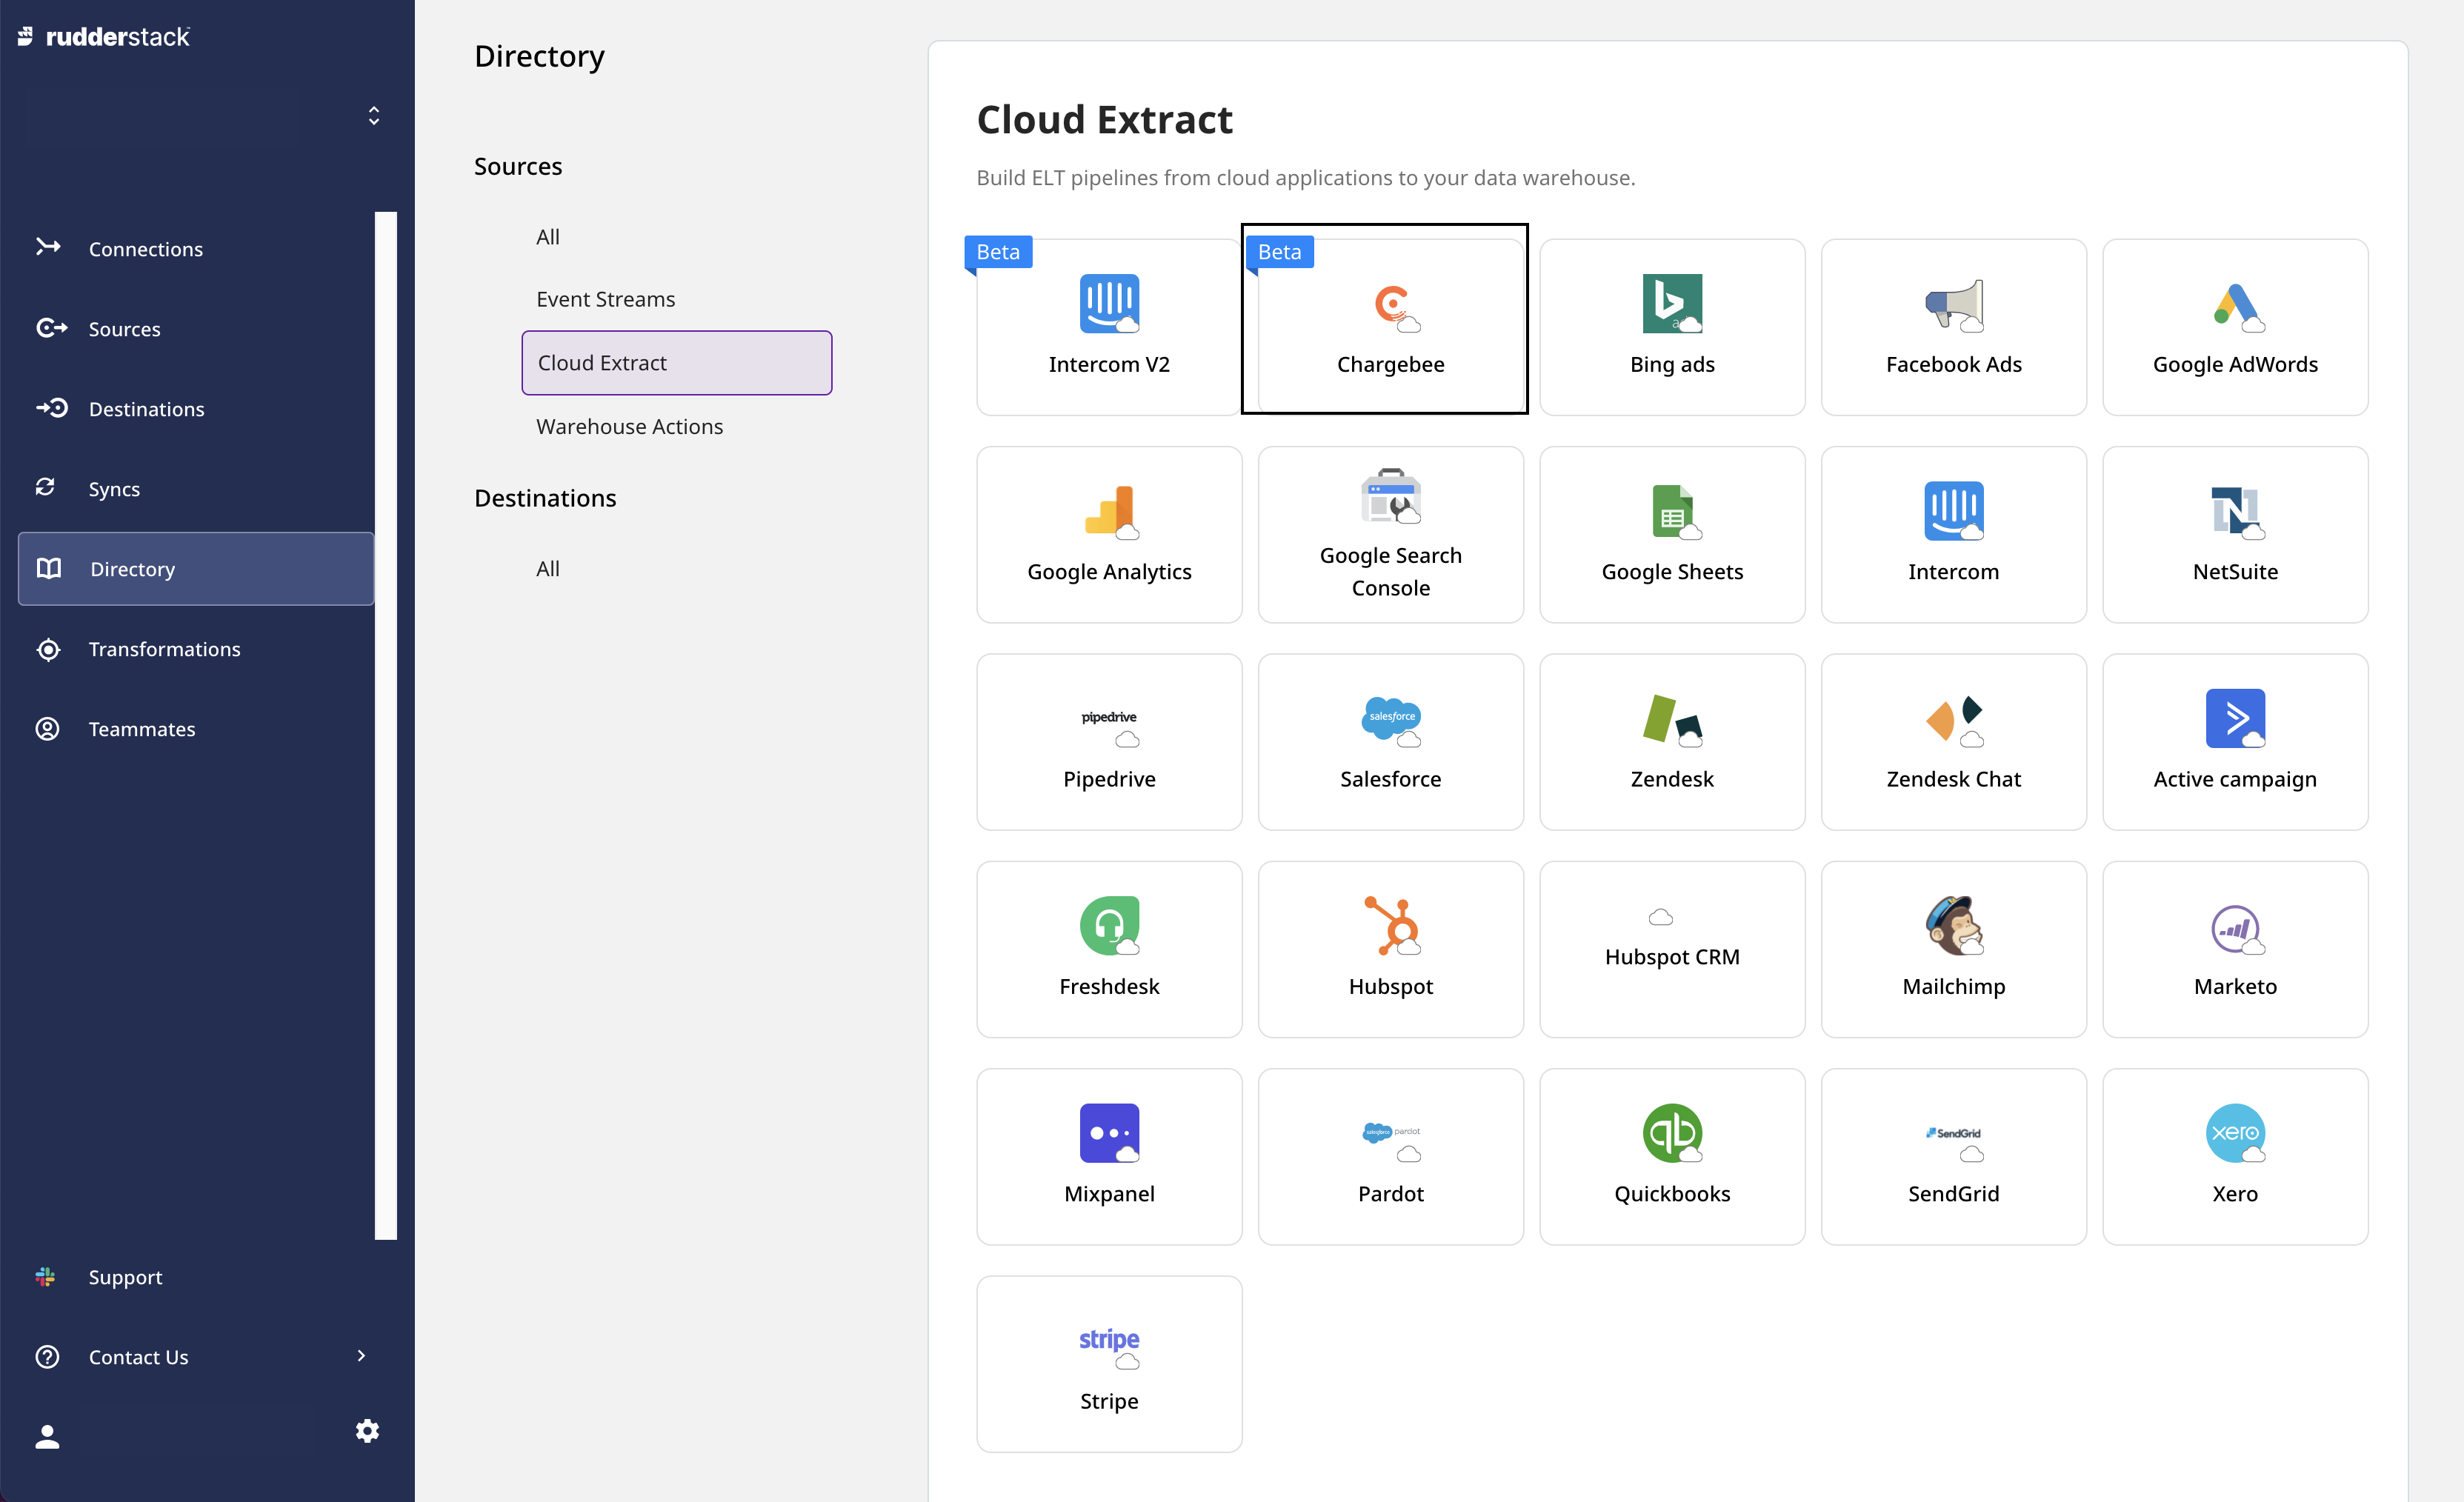 rudderstack
Connections
Sources
Destinations
Syncs
Directory
Transformations
Teammates
Support
Contact Us
Directory
Sources
All
Event Streams
Cloud Extract
Warehouse Actions
Destinations
All
Cloud Extract
Build ELT pipelines from cloud applications to your data warehouse.
Beta
Intercom V2
Beta
Chargebee
Bing ads
Facebook Ads
Google AdWords
Google Analytics
Google Search
Console
Google Sheets
Intercom
NetSuite
pipedrive
Pipedrive
salesforce
Salesforce
Zendesk
Zendesk Chat
Active campaign
Freshdesk
Hubspot
Hubspot CRM
Mailchimp
Marketo
Mixpanel
salesforce pardot
Pardot
qb
Quickbooks
SendGrid
SendGrid
xero
Xero
stripe
Stripe